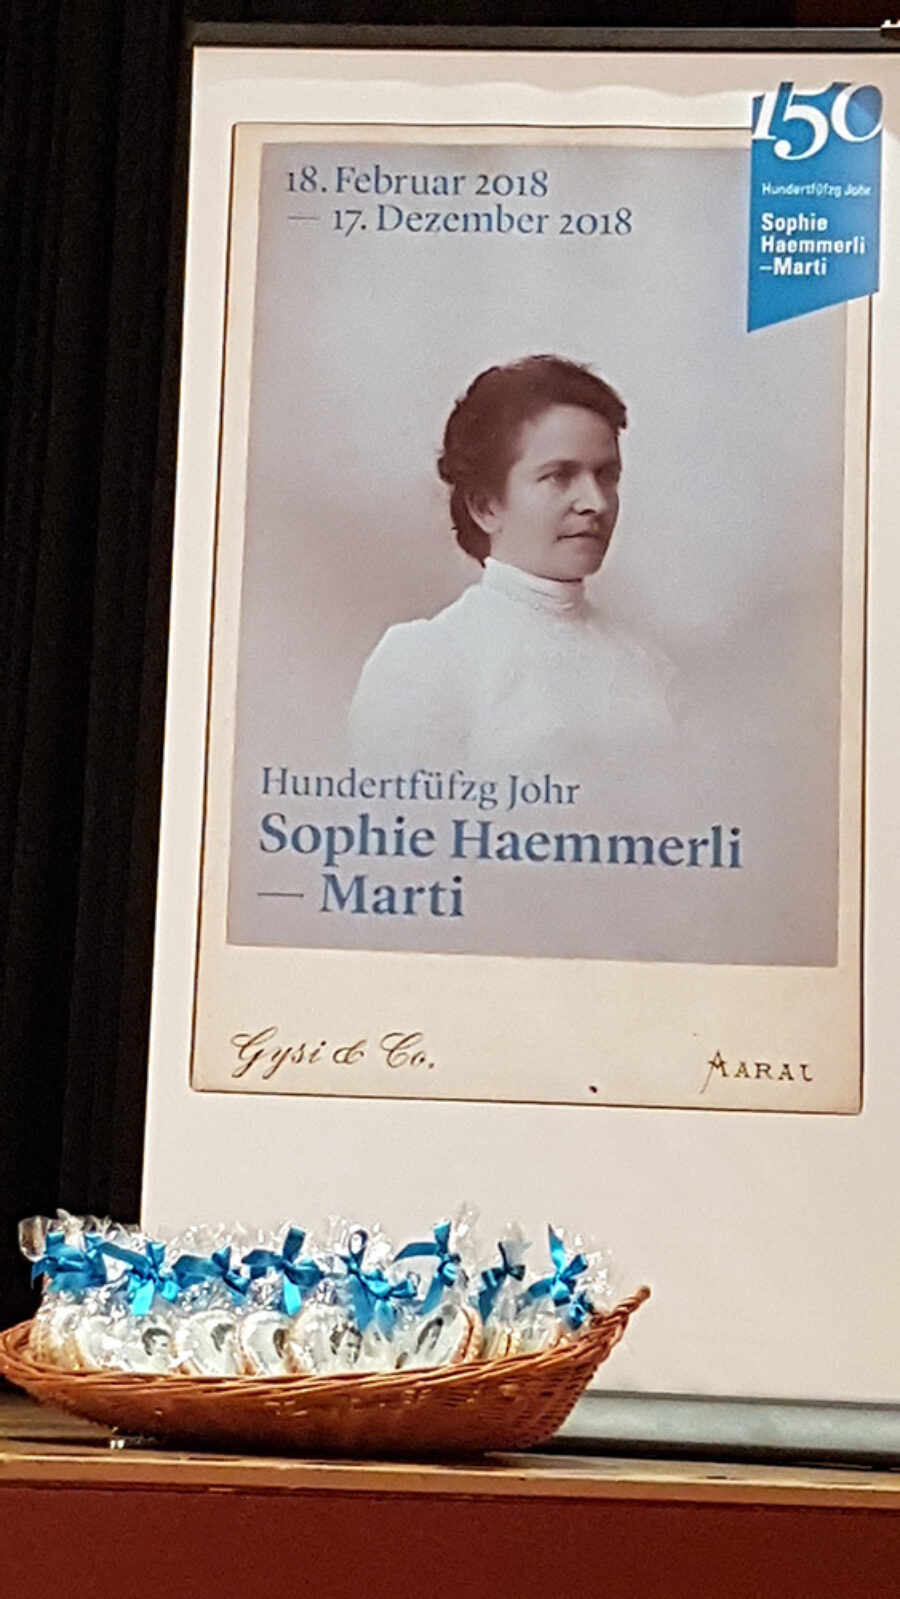 18. Februar 2018
— 17. Dezember 2018
150
Hundertfüfzg Johr
Sophie
Haemmerli
–Marti
Hundertfüfzg Johr
Sophie Haemmerli
— Marti
Gysi & Co.
AARAU